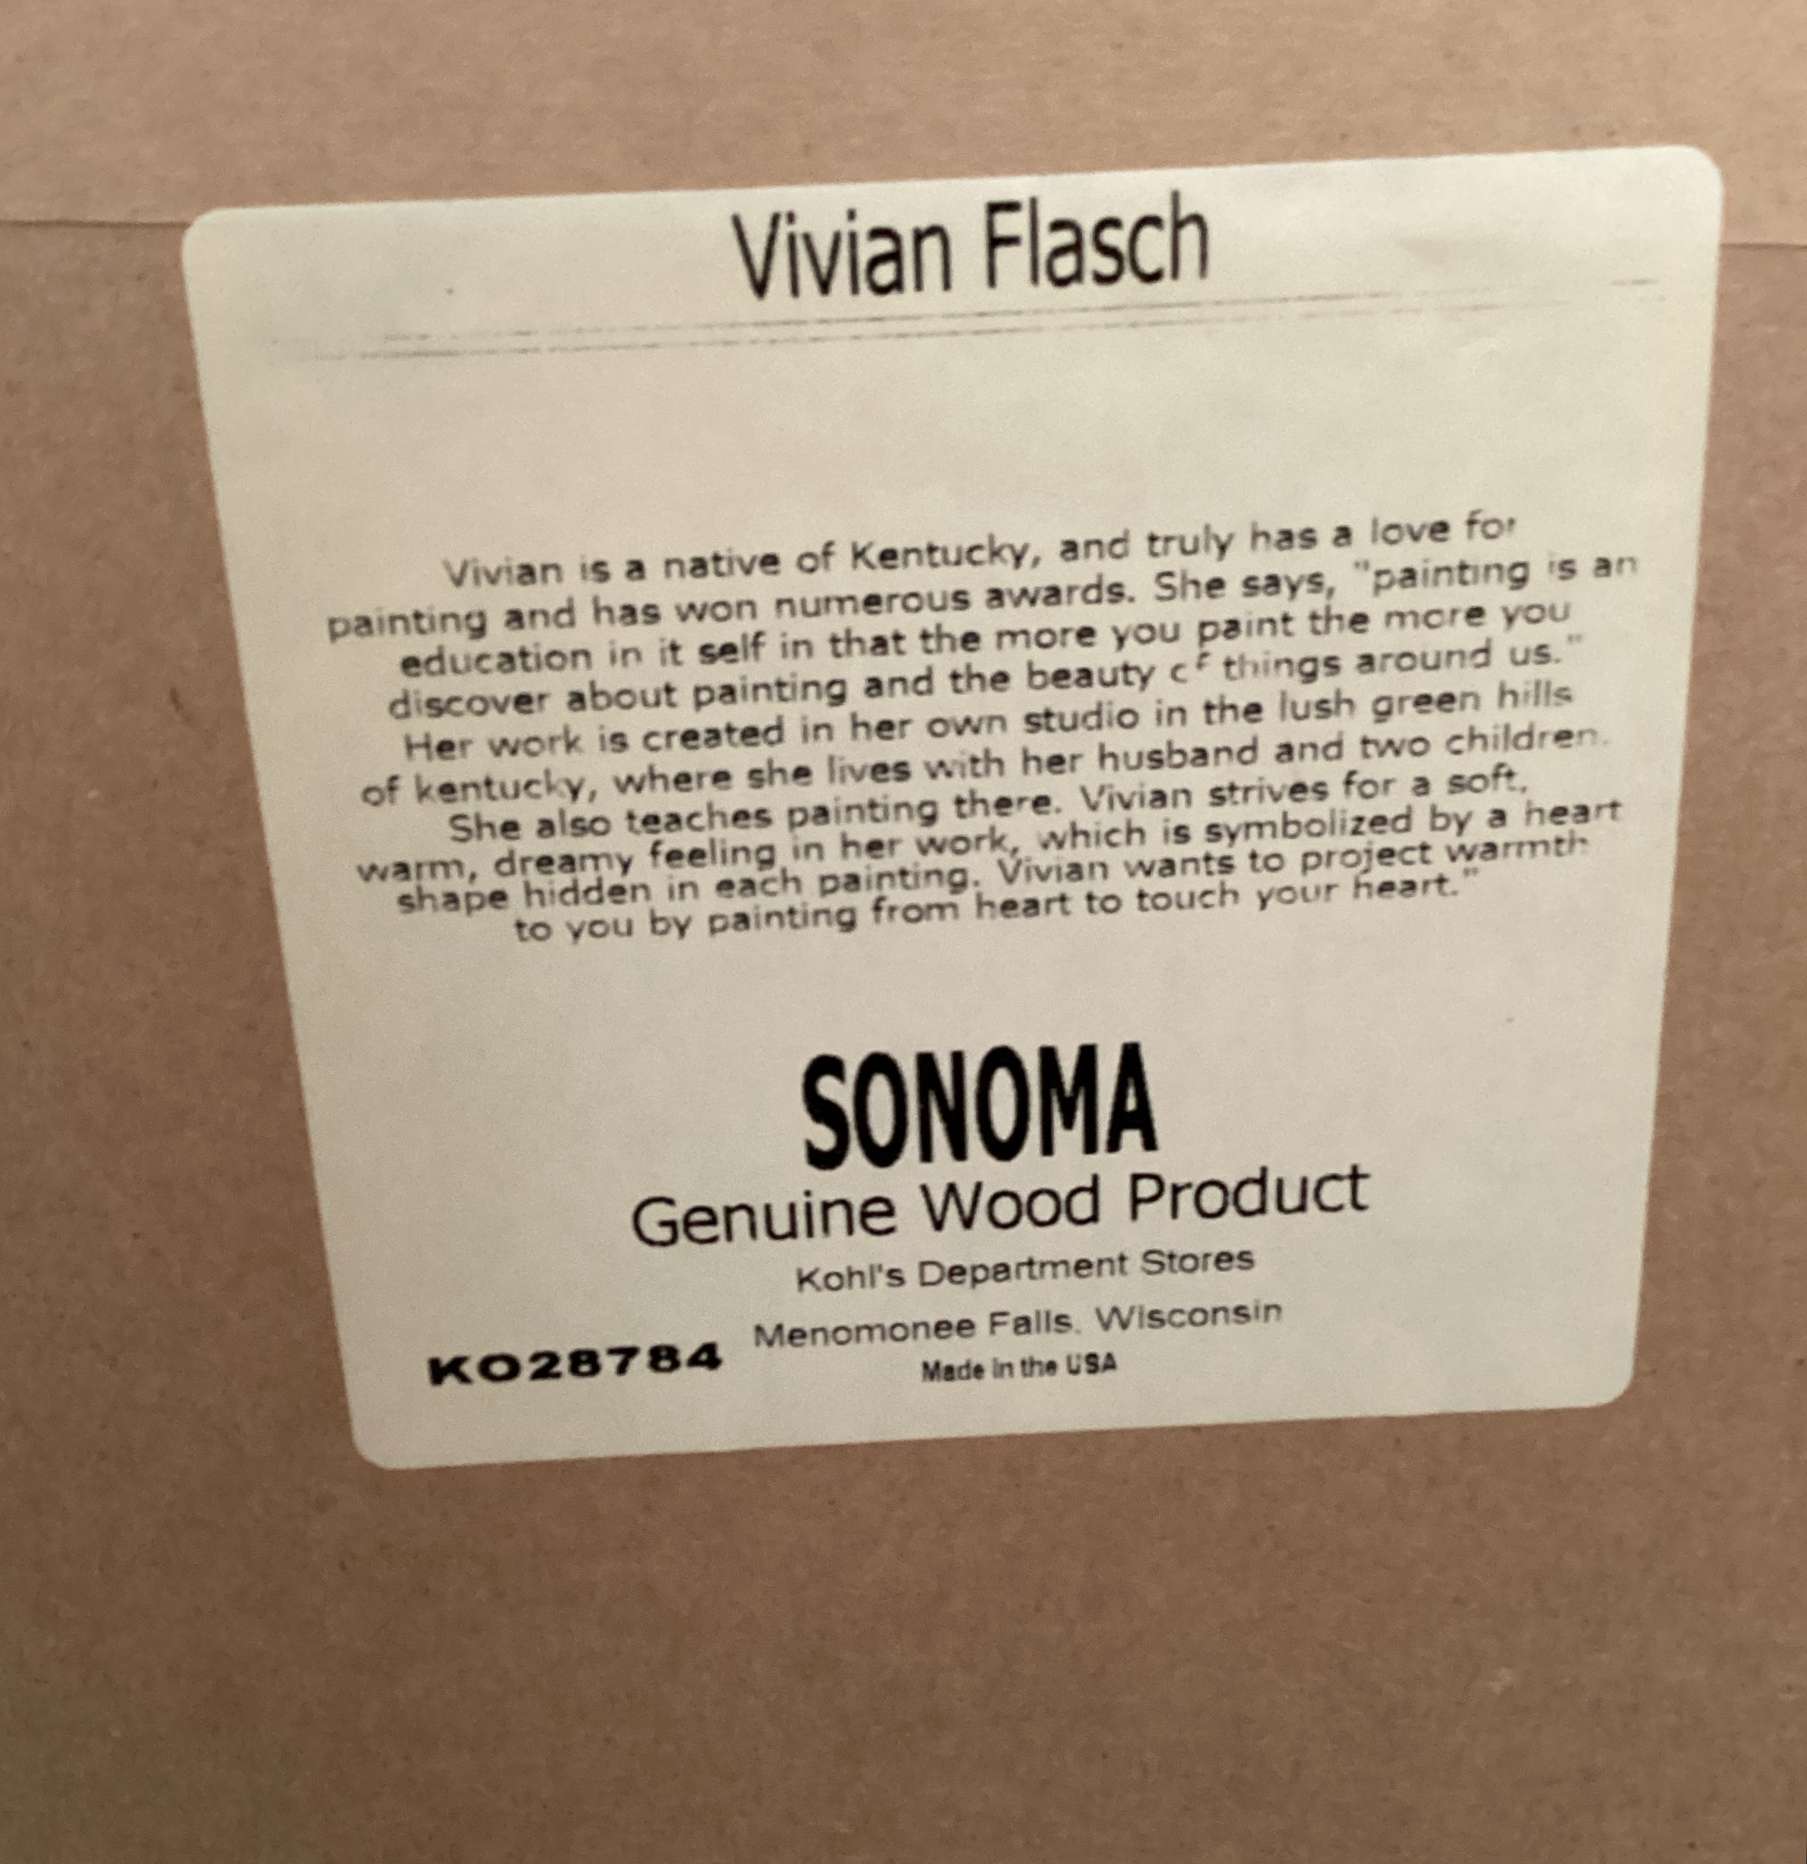 Vivian Flasch
Vivian is a native of Kentucky, and truly has a love for
painting and has won numerous awards. She says, "painting is an
education in it self in that the more you paint the more you
discover about painting and the beauty of things around us."
Her work is created in her own studio in the lush green hills
of kentucky, where she lives with her husband and two children.
She also teaches painting there. Vivian strives for a soft,
warm, dreamy feeling in her work, which is symbolized by a heart
shape hidden in each painting. Vivian wants to project warmth
to you by painting from heart to touch your heart."
SONOMA
Genuine Wood Product
Kohl's Department Stores
Menomonee Falls, Wisconsin
KO28784
Made in the USA